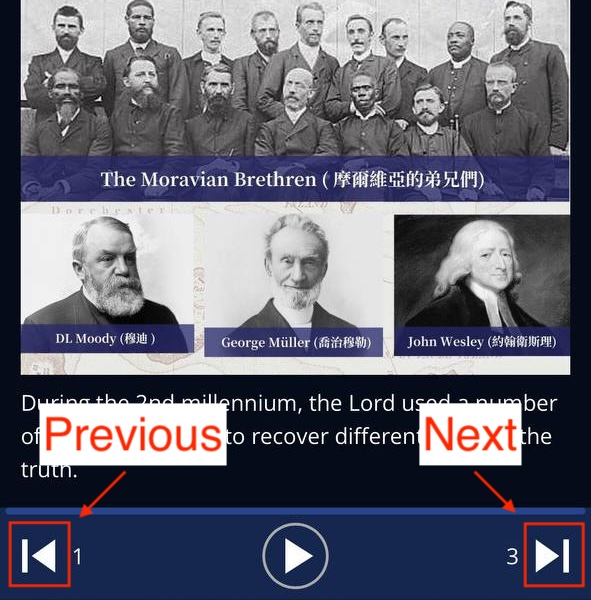 The Moravian Brethren ( 摩爾維亞的弟兄們)
Dorchester
DL Moody (穆迪 )
George Müller (喬治穆勒)
John Wesley (約翰衛斯理)
During the 2nd millennium, the Lord used a number
of to recover different the
truth.
Previous
Next
1
3